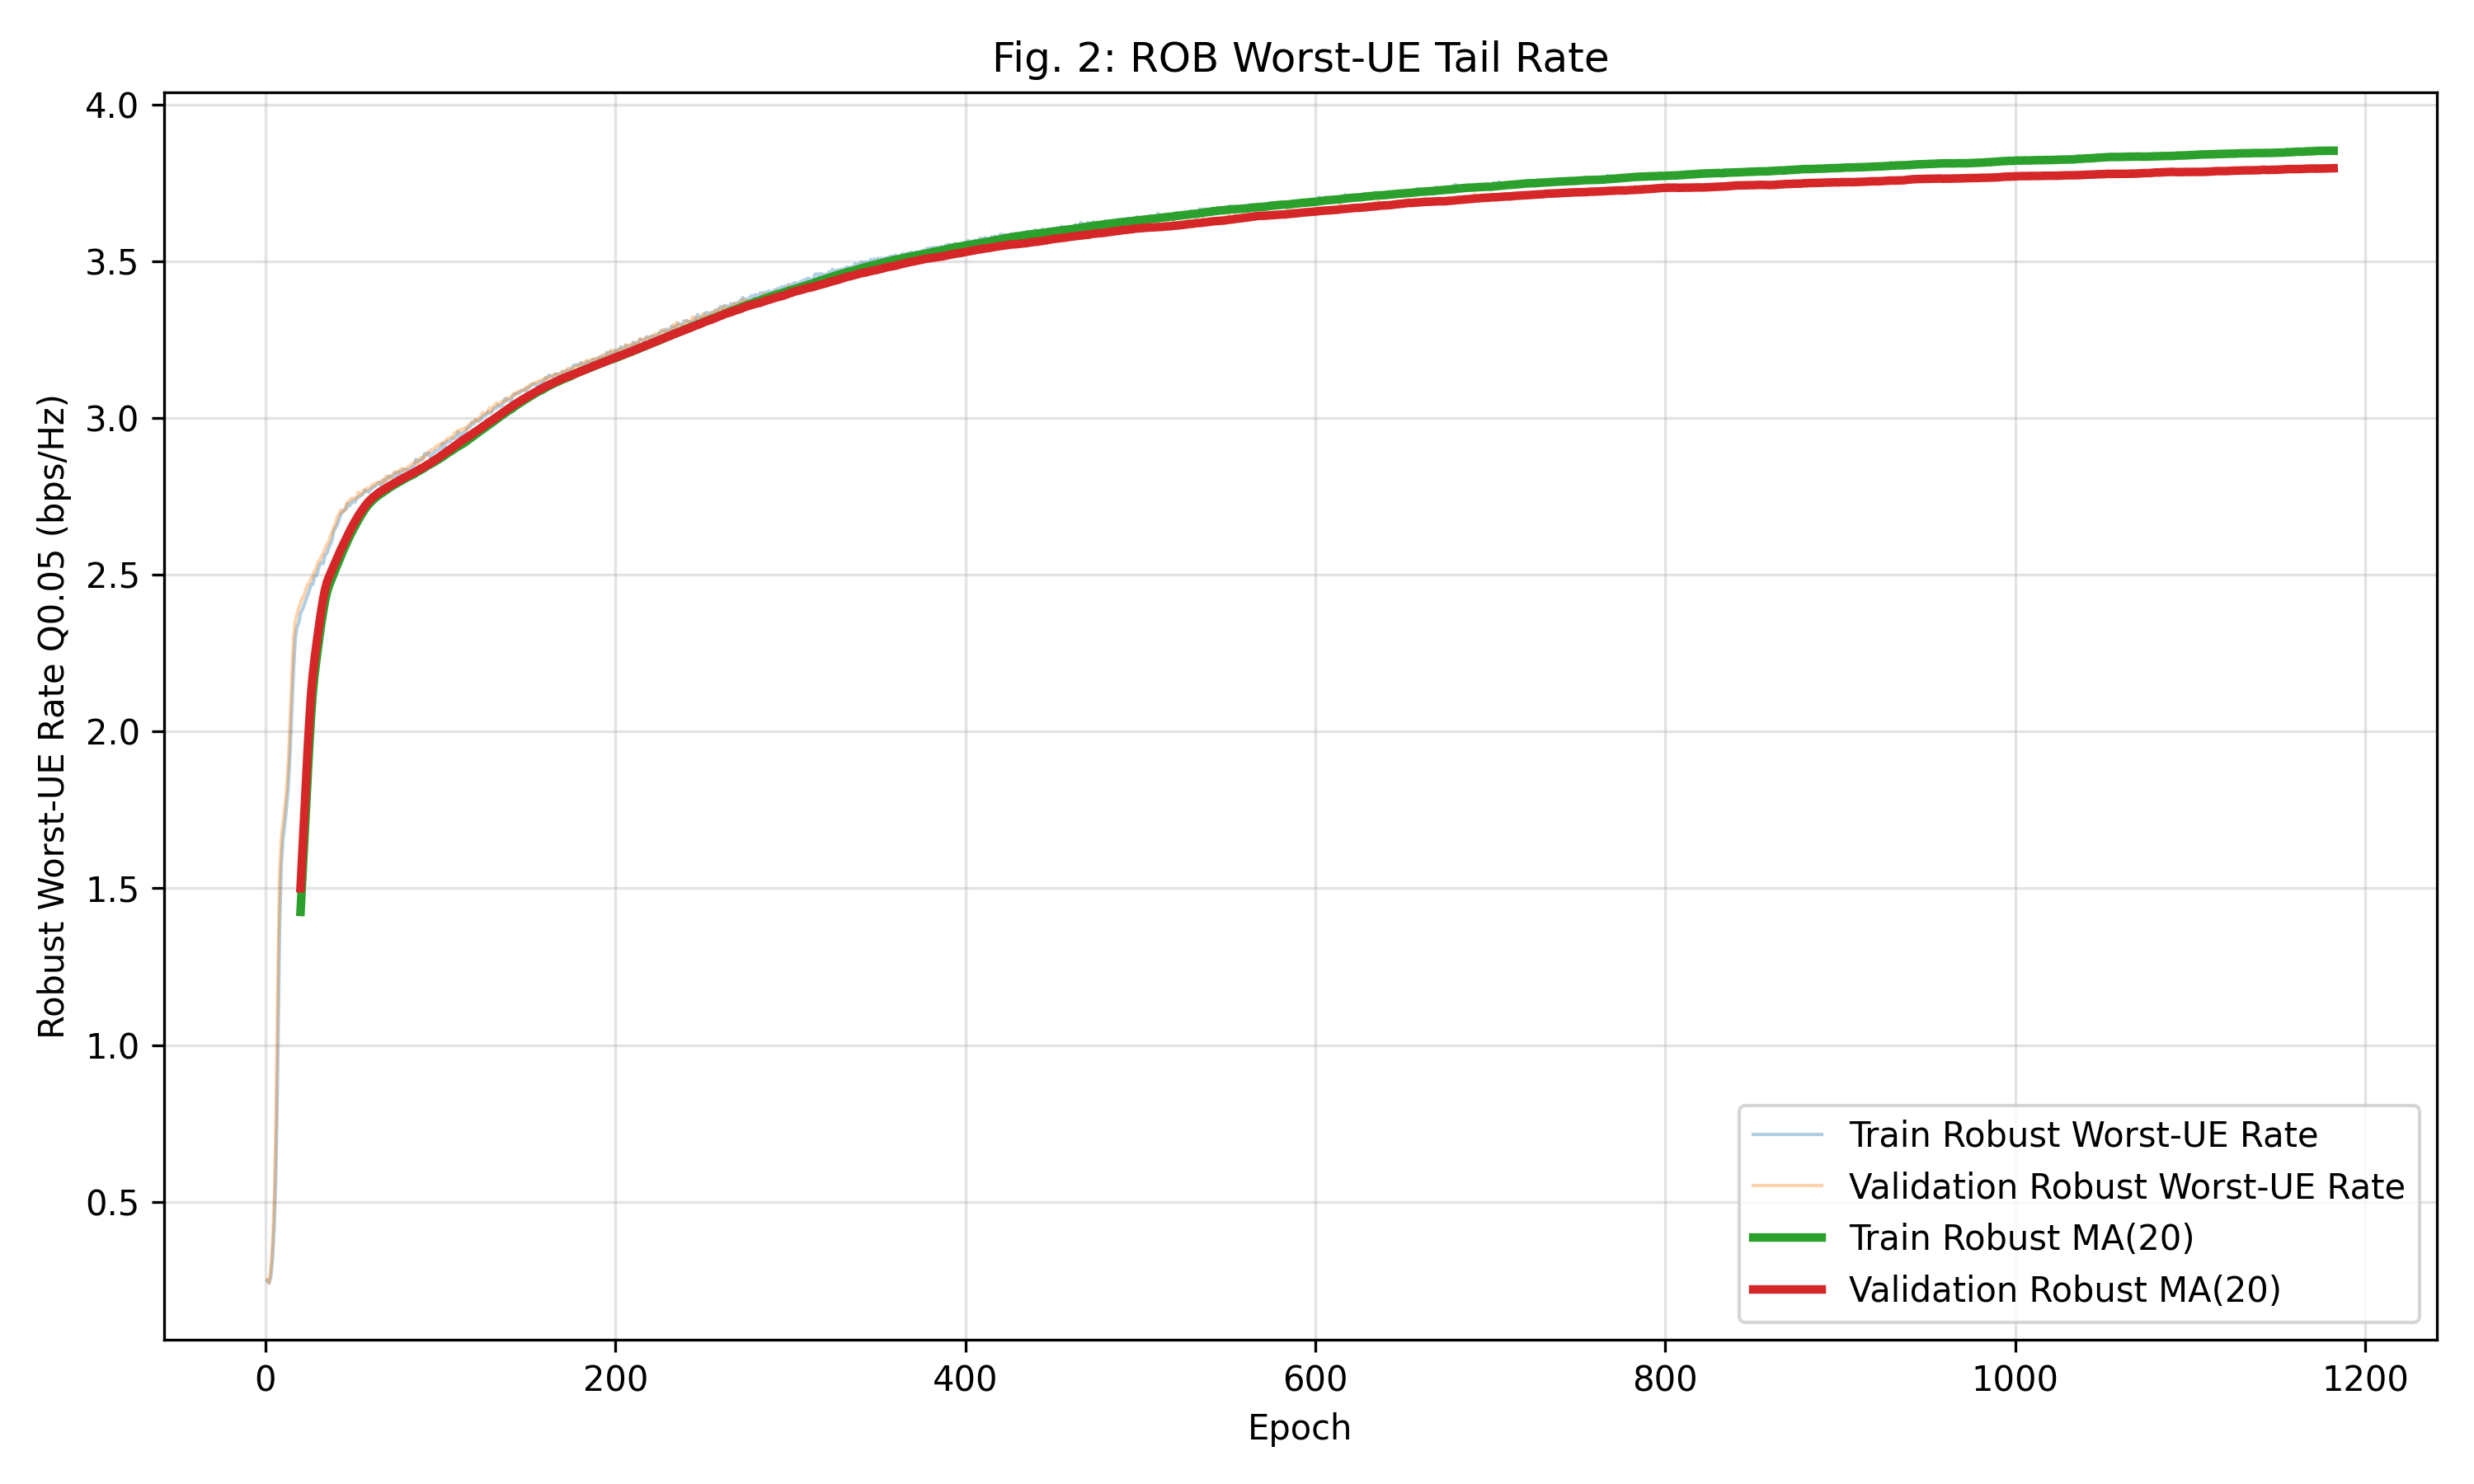 Fig. 2: ROB Worst-UE Tail Rate
Robust Worst-UE Rate Q0.05 (bps/Hz)
4.0
3.5
3.0
2.5
2.0
1.5
1.0
0.5
Train Robust Worst-UE Rate
Validation Robust Worst-UE Rate
Train Robust MA(20)
Validation Robust MA(20)
0 200 400 600 800 1000 1200
Epoch